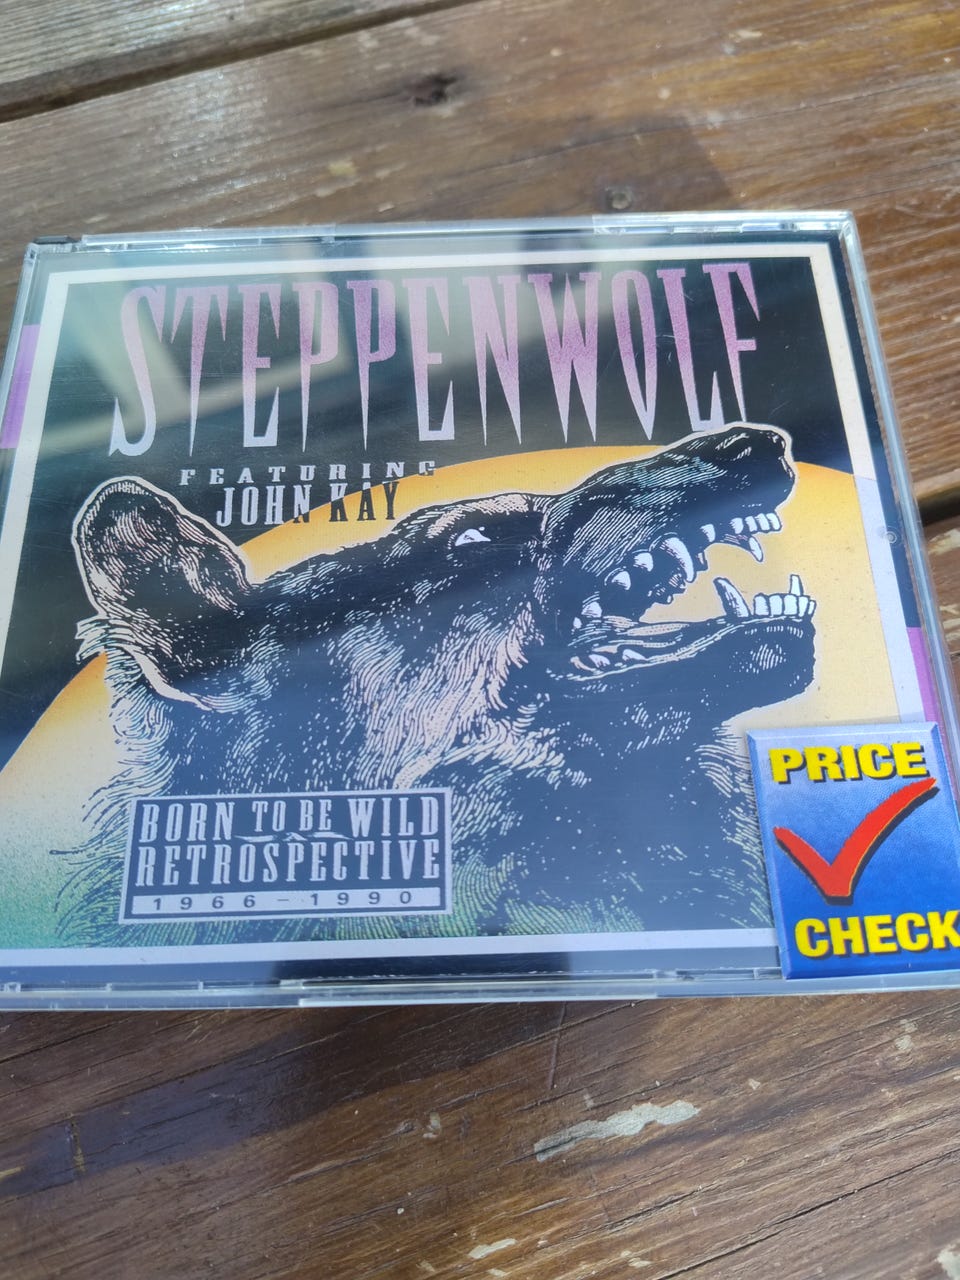 STEPPENWOLF
FEATURING
JOHN KAY
BORN TO BE WILD
RETROSPECTIVE
1966-1990
PRICE
CHECK